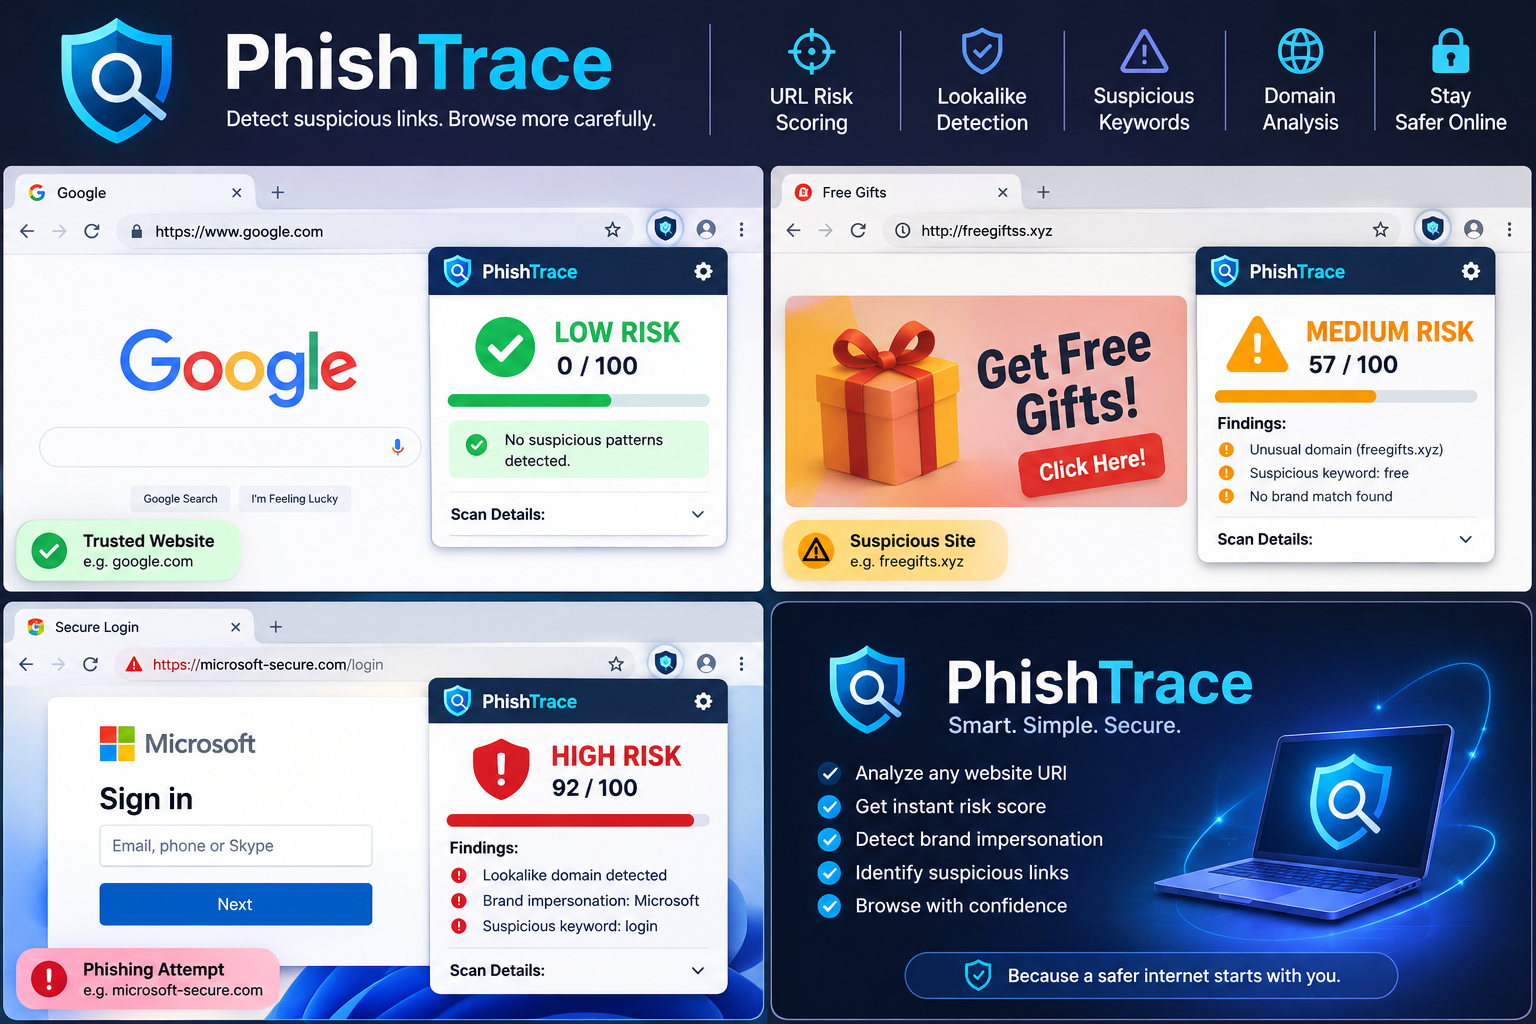 PhishTrace
Detect suspicious links. Browse more carefully.
URL Risk
Scoring
Lookalike
Detection
Suspicious
Keywords
Domain
Analysis
Stay
Safer Online
Google
https://www.google.com
PhishTrace
LOW RISK
0 / 100
No suspicious patterns
detected.
Scan Details:
Google
Google Search
I'm Feeling Lucky
Trusted Website
e.g. google.com
Free Gifts
http://freegiftss.xyz
PhishTrace
MEDIUM RISK
57 / 100
Findings:
Unusual domain (freegifts.xyz)
Suspicious keyword: free
No brand match found
Scan Details:
Get Free
Gifts!
Click Here!
Suspicious Site
e.g. freegifts.xyz
Secure Login
https://microsoft-secure.com/login
PhishTrace
HIGH RISK
92 / 100
Findings:
Lookalike domain detected
Brand impersonation: Microsoft
Suspicious keyword: login
Scan Details:
Microsoft
Sign in
Email, phone or Skype
Next
Phishing Attempt
e.g. microsoft-secure.com
PhishTrace
Smart. Simple. Secure.
Analyze any website URI
Get instant risk score
Detect brand impersonation
Identify suspicious links
Browse with confidence
Because a safer internet starts with you.